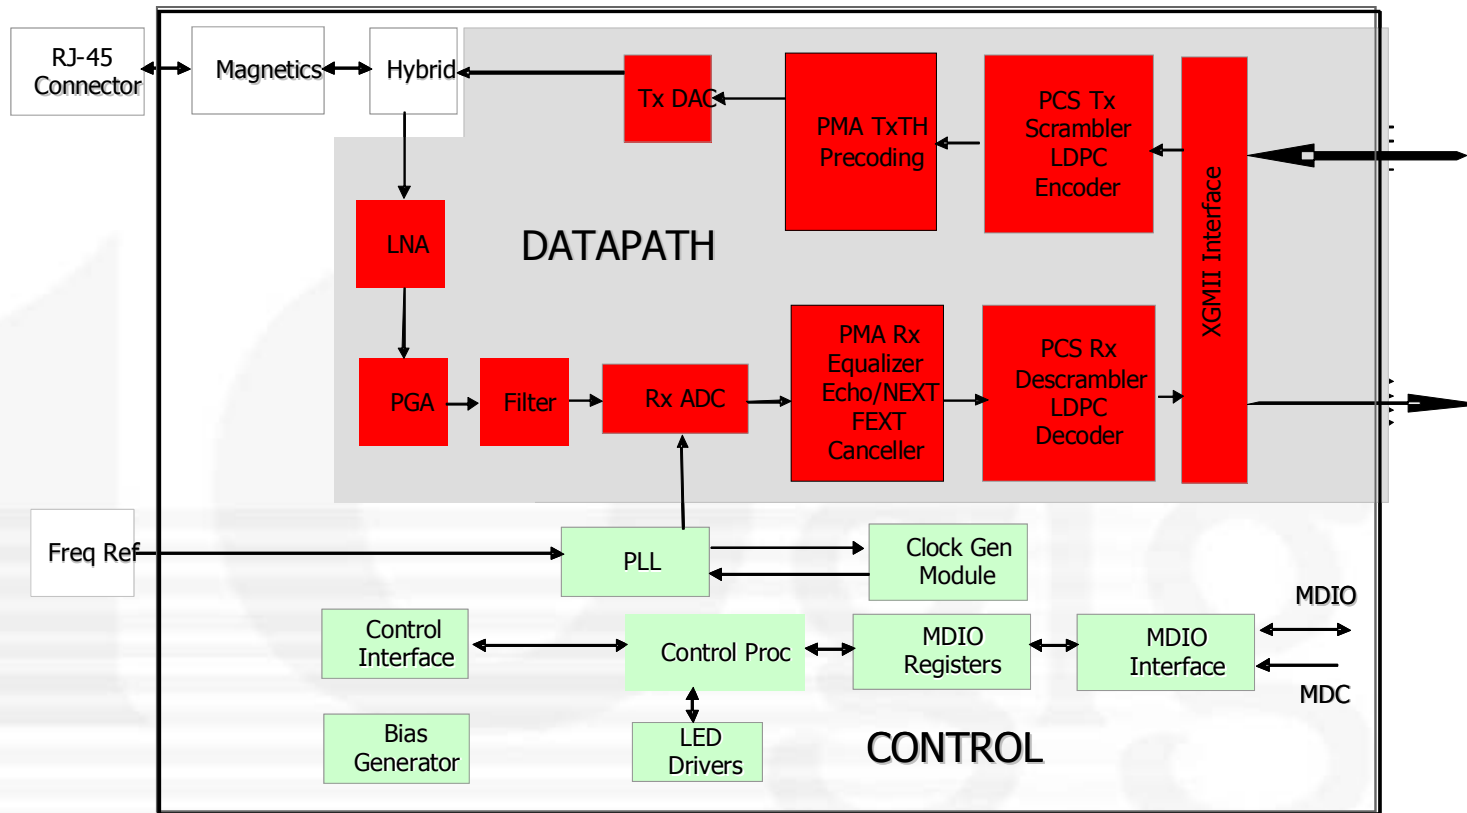 RJ-45
Connector
Magnetics
Hybrid
Tx DAC
PMA TxTH
Precoding
PCS Tx
Scrambler
LDPC
Encoder
XGMII Interface
LNA
DATAPATH
PGA
Filter
Rx ADC
PMA Rx
Equalizer
Echo/NEXT
FEXT
Canceller
PCS Rx
Descrambler
LDPC
Decoder
Freq Ref
PLL
Clock Gen
Module
MDIO
Control
Interface
Control Proc
MDIO
Registers
MDIO
Interface
MDC
Bias
Generator
LED
Drivers
CONTROL
10
gig